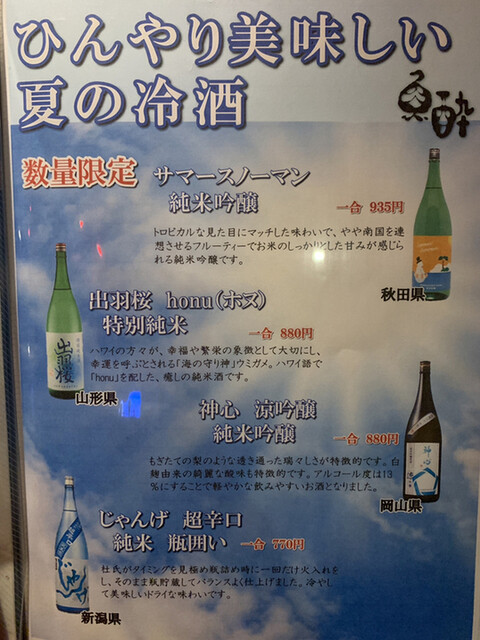 ひんやり美味しい
夏の冷酒
魚酔
数量限定
サマースノーマン
純米吟醸
一合 935円
トロピカルな見た目にマッチした味わいで、やや南国を連
想させるフルーティーでお米のしっかりとした甘みが感じら
れる純米吟醸です。
秋田県
出羽桜 honu(ホヌ)
特別純米
一合 880円
ハワイの方々が、幸福や繁栄の象徴として大切にし、
幸運を呼ぶとされる「海の守り神」ウミガメ。ハワイ語で
「honu」を配した、癒しの純米酒です。
出羽桜
山形県
神心 涼吟醸
純米吟醸
一合 880円
もぎたての梨のような透き通った瑞々しさが特徴的です。白
麹由来の綺麗な酸味も特徴的です。アルコール度は13
%にすることで軽やかな飲みやすいお酒となりました。
神心
岡山県
じゃんげ 超辛口
純米 瓶囲い
一合 770円
杜氏がタイミングを見極め瓶詰め時に一回だけ火入れを
し、そのまま瓶貯蔵してバランスよく仕上げました。冷やし
て美味しいドライな味わいです。
新潟県